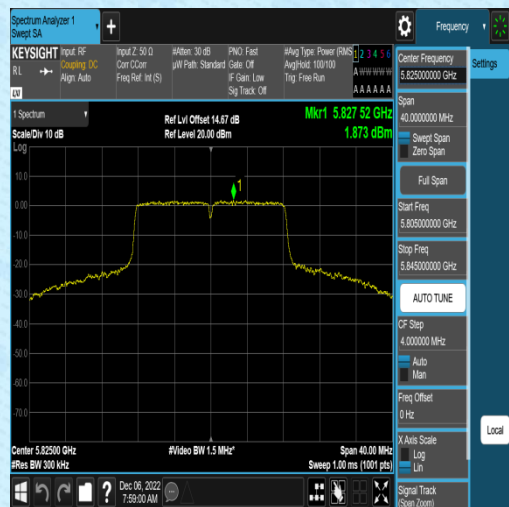 Spectrum Analyzer 1
Swept SA
+
Frequency
KEYSIGHT
RL
Input: RF
Coupling: DC
Align: Auto
Input Z: 50 Ω
Corr CCorr
Freq Ref: Int (S)
#Atten: 30 dB
µW Path: Standard
PNO: Fast
Gate: Off
IF Gain: Low
Sig Track: Off
#Avg Type: Power (RMS
Avg|Hold: 100/100
Trig: Free Run
1 2 3 4 5 6
A W W W W W
A A A A A A
1 Spectrum
Scale/Div 10 dB
Log
Ref Lvl Offset 14.67 dB
Ref Level 20.00 dBm
Mkr1 5.827 52 GHz
1.873 dBm
10.0
0.00
-10.0
-20.0
-30.0
-40.0
-50.0
-60.0
-70.0
1
Center 5.82500 GHz
#Res BW 300 kHz
#Video BW 1.5 MHz*
Span 40.00 MHz
Sweep 1.00 ms (1001 pts)
Dec 06, 2022
7:59:00 AM
Center Frequency
5.825000000 GHz
Span
40.0000000 MHz
Swept Span
Zero Span
Full Span
Start Freq
5.805000000 GHz
Stop Freq
5.845000000 GHz
AUTO TUNE
CF Step
4.000000 MHz
Auto
Man
Freq Offset
0 Hz
X Axis Scale
Log
Lin
Signal Track
(Span Zoom)
Settings
Local